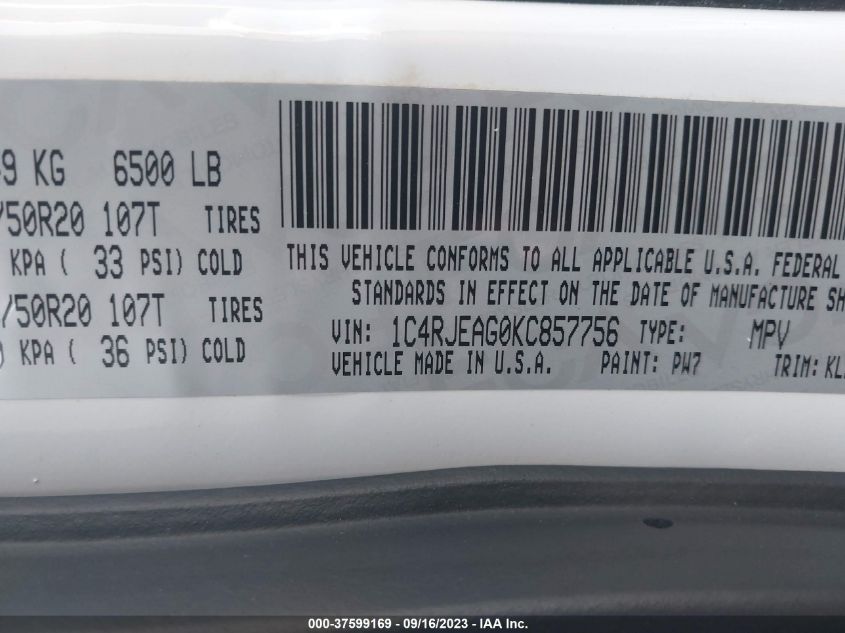 9 KG 6500 LB
/50R20 107T TIRES
KPA ( 33 PSI) COLD
/50R20 107T TIRES
KPA ( 36 PSI) COLD
THIS VEHICLE CONFORMS TO ALL APPLICABLE U.S.A. FEDERAL
STANDARDS IN EFFECT ON THE DATE OF MANUFACTURE SH
VIN: 1C4RJEAG0KC857756 TYPE: MPV
VEHICLE MADE IN U.S.A. PAINT: PW7 TRIM: KL
000-37599169 - 09/16/2023 - IAA Inc.